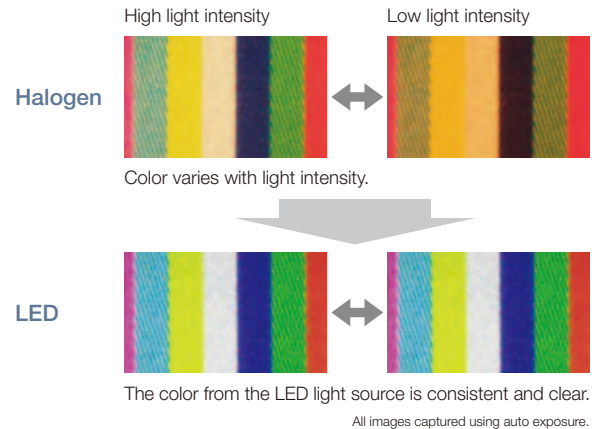 High light intensity
Low light intensity
Halogen
Color varies with light intensity.
LED
The color from the LED light source is consistent and clear.
All images captured using auto exposure.